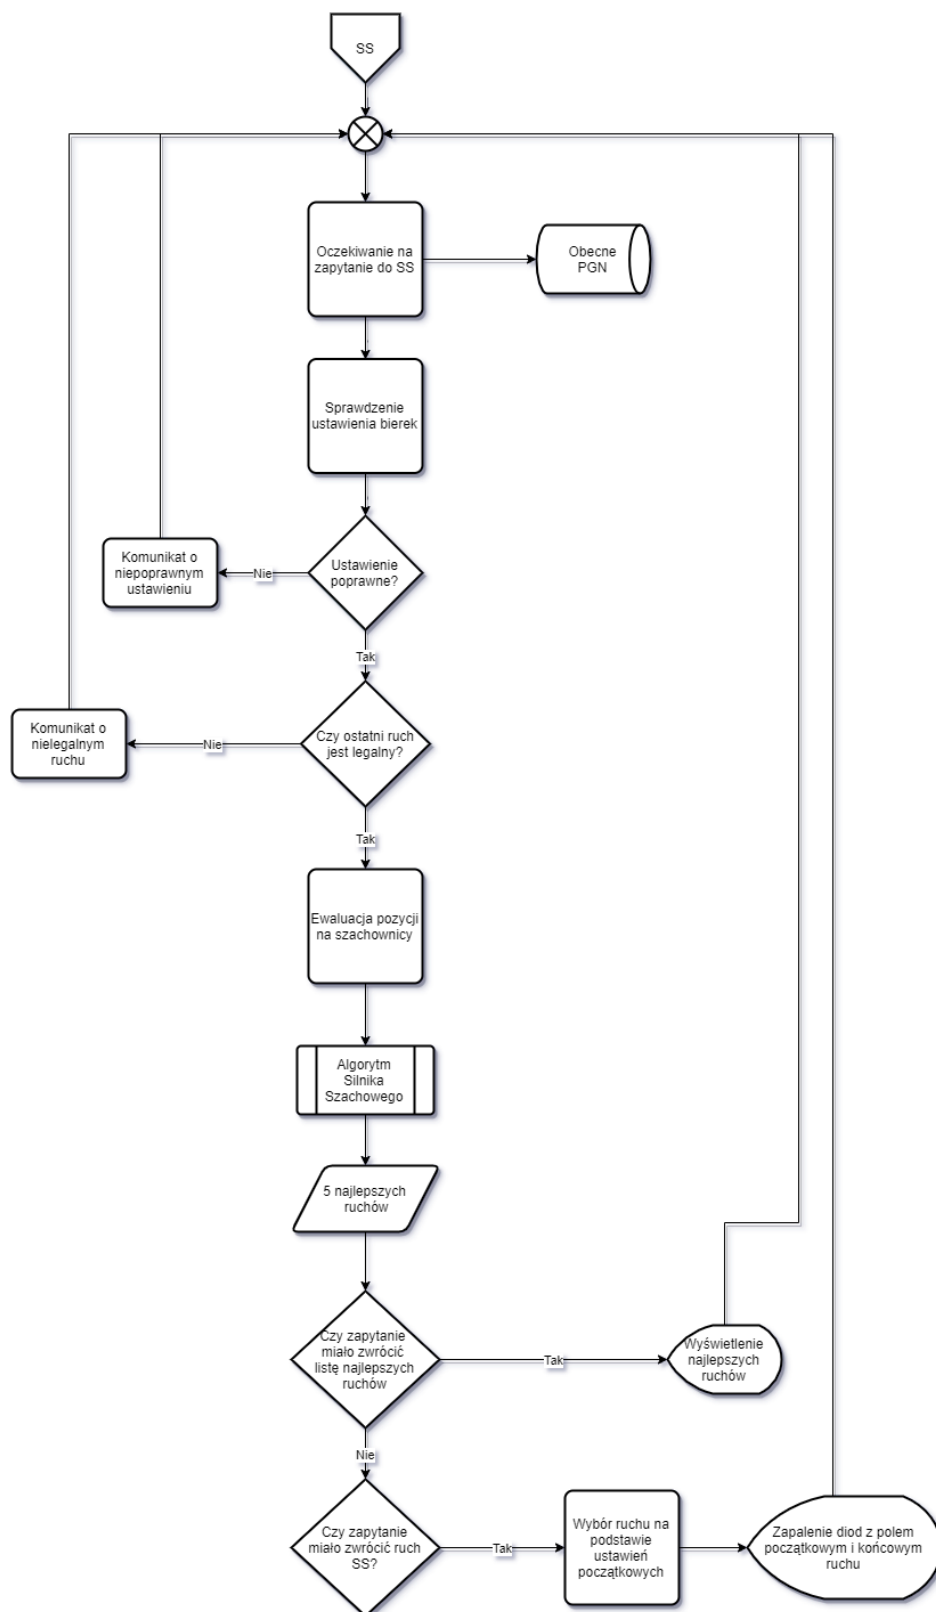 SS
Oczekiwanie na
zapytanie do SS
Obecne
PGN
Sprawdzenie
ustawienia bierek
Ustawienie
poprawne?
Nie
Komunikat o
niepoprawnym
ustawieniu
Tak
Czy ostatni ruch
jest legalny?
Nie
Komunikat o
nielegalnym
ruchu
Tak
Ewaluacja pozycji
na szachownicy
Algorytm
Silnika
Szachowego
5 najlepszych
ruchów
Czy zapytanie
miało zwrócić
listę najlepszych
ruchów
Tak
Wyświetlenie
najlepszych
ruchów
Nie
Czy zapytanie
miało zwrócić ruch
SS?
Tak
Wybór ruchu na
podstawie
ustawień
początkowych
Zapalenie diod z polem
początkowym i końcowym
ruchu